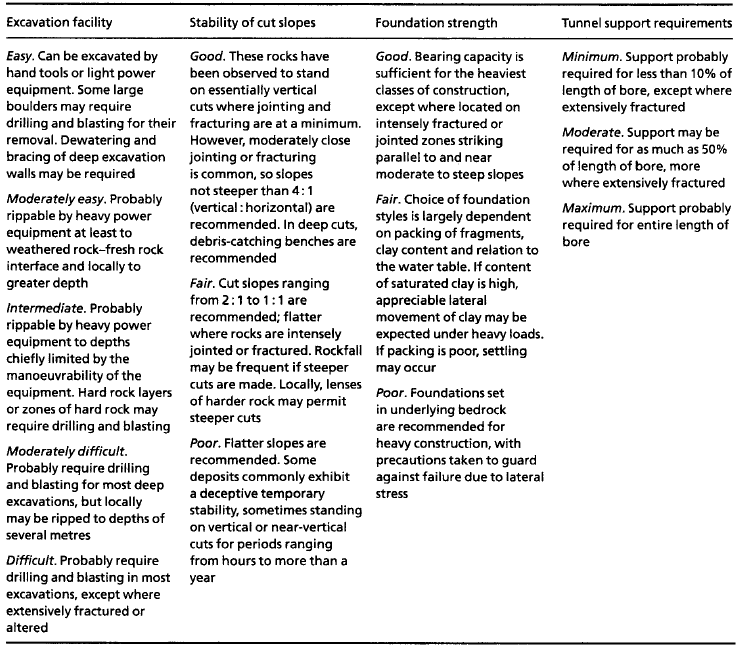 Excavation facility
Easy. Can be excavated by
hand tools or light power
equipment. Some large
boulders may require
drilling and blasting for their
removal. Dewatering and
bracing of deep excavation
walls may be required
Moderately easy. Probably
rippable by heavy power
equipment at least to
weathered rock–fresh rock
interface and locally to
greater depth
Intermediate. Probably
rippable by heavy power
equipment to depths
chiefly limited by the
manoeuvrability of the
equipment. Hard rock layers
or zones of hard rock may
require drilling and blasting
Moderately difficult.
Probably require drilling
and blasting for most deep
excavations, but locally
may be ripped to depths of
several metres
Difficult. Probably require
drilling and blasting in most
excavations, except where
extensively fractured or
altered
Stability of cut slopes
Good. These rocks have
been observed to stand
on essentially vertical
cuts where jointing and
fracturing are at a minimum.
However, moderately close
jointing or fracturing
is common, so slopes
not steeper than 4 : 1
(vertical : horizontal) are
recommended. In deep cuts,
debris-catching benches are
recommended
Fair. Cut slopes ranging
from 2 : 1 to 1 : 1 are
recommended; flatter
where rocks are intensely
jointed or fractured. Rockfall
may be frequent if steeper
cuts are made. Locally, lenses
of harder rock may permit
steeper cuts
Poor. Flatter slopes are
recommended. Some
deposits commonly exhibit
a deceptive temporary
stability, sometimes standing
on vertical or near-vertical
cuts for periods ranging
from hours to more than a
year
Foundation strength
Good. Bearing capacity is
sufficient for the heaviest
classes of construction,
except where located on
intensely fractured or
jointed zones striking
parallel to and near
moderate to steep slopes
Fair. Choice of foundation
styles is largely dependent
on packing of fragments,
clay content and relation to
the water table. If content
of saturated clay is high,
appreciable lateral
movement of clay may be
expected under heavy loads.
If packing is poor, settling
may occur
Poor. Foundations set
in underlying bedrock
are recommended for
heavy construction, with
precautions taken to guard
against failure due to lateral
stress
Tunnel support requirements
Minimum. Support probably
required for less than 10% of
length of bore, except where
extensively fractured
Moderate. Support may be
required for as much as 50%
of length of bore, more
where extensively fractured
Maximum. Support probably
required for entire length of
bore